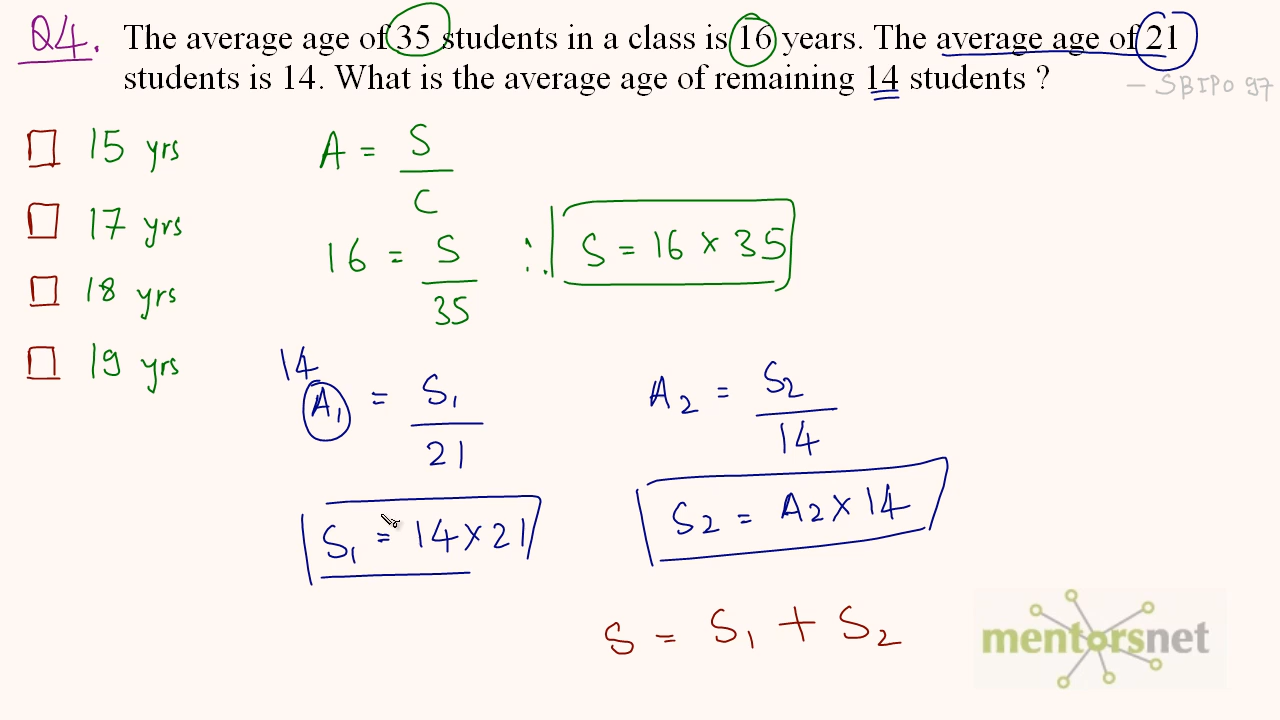 Q4. The average age of 35 students in a class is 16 years. The average age of 21
students is 14. What is the average age of remaining 14 students ?
— SBIPO 97
15 yrs
17 yrs
18 yrs
19 yrs
A = S / C
16 = S / 35 ∴ S = 16 × 35
14
A1 = S1 / 21
S1 = 14 × 21
A2 = S2 / 14
S2 = A2 × 14
S = S1 + S2
mentorsnet